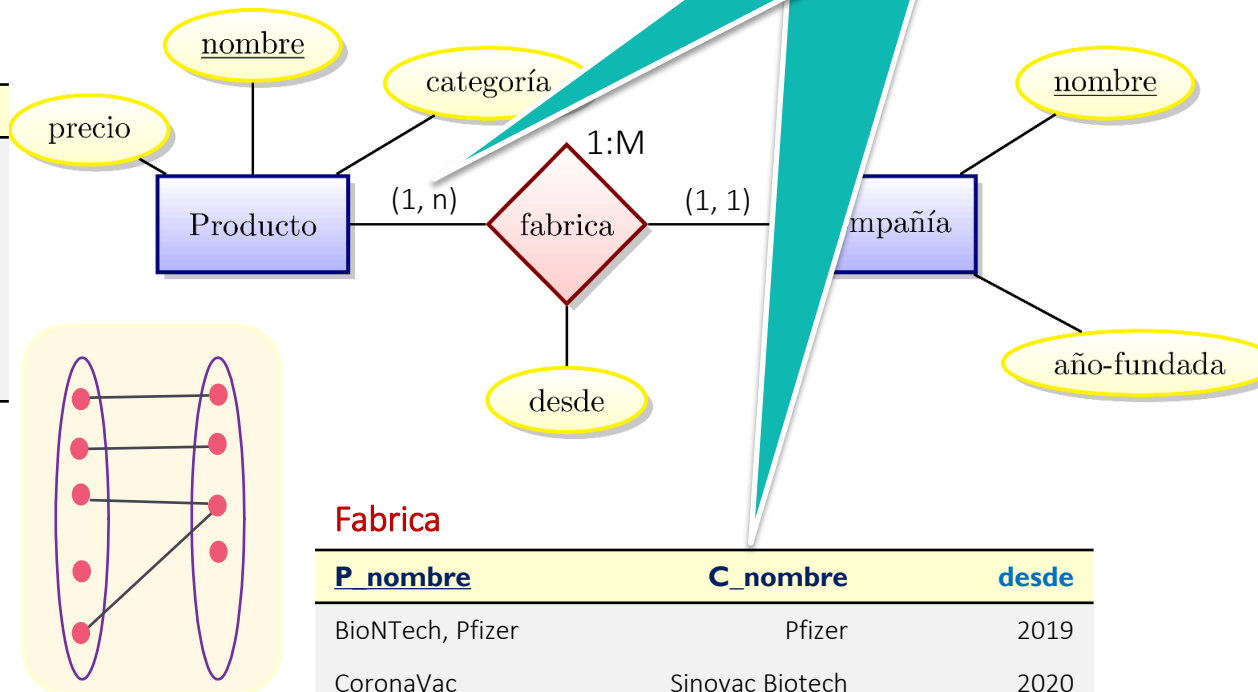 nombre
categoría
nombre
precio
1:M
(1, n)
(1, 1)
Producto
fabrica
mpañía
año-fundada
desde
Fabrica
P_nombre C_nombre desde
BioNTech, Pfizer Pfizer 2019
CoronaVac Sinovac Biotech 2020